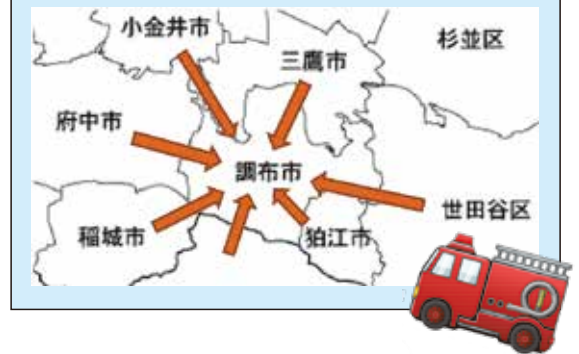 小金井市
杉並区
三鷹市
府中市
調布市
世田谷区
稲城市
狛江市